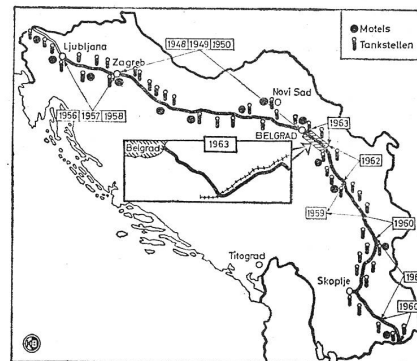 Motels
Tankstellen
Ljubljana
Zagreb
1948 1949 1950
Novi Sad
BELGRAD
1963
1956 1957 1958
1963
Belgrad
1962
1959
1960
Titograd
Skoplje
1960